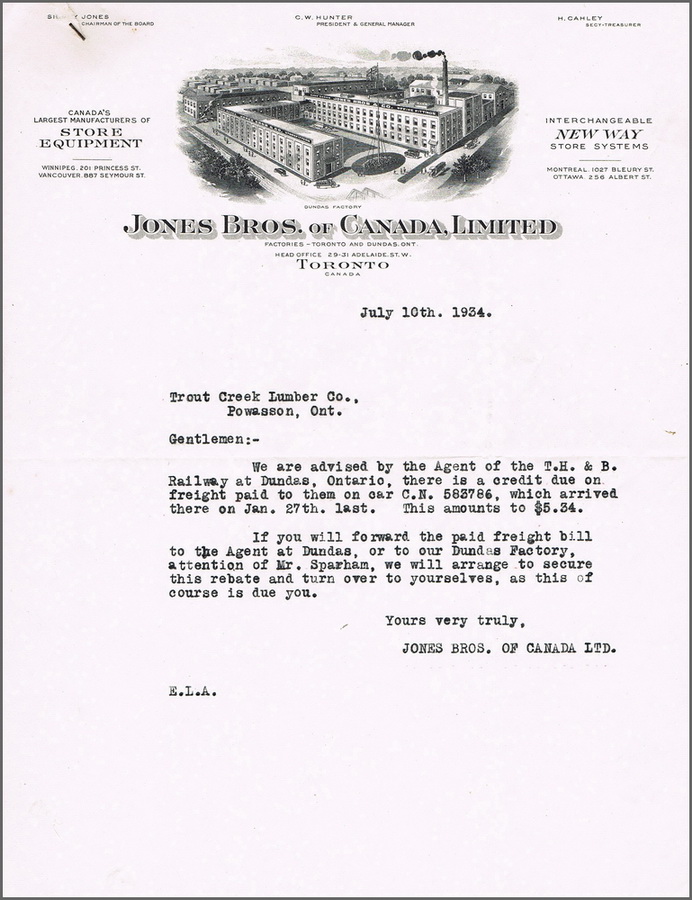 JONES
CHAIRMAN OF THE BOARD
C. W. HUNTER
PRESIDENT & GENERAL MANAGER
H. CAHLEY
SECY-TREASURER
CANADA'S
LARGEST MANUFACTURERS OF
STORE
EQUIPMENT
WINNIPEG. 201 PRINCESS ST.
VANCOUVER. 887 SEYMOUR ST.
INTERCHANGEABLE
NEW WAY
STORE SYSTEMS
MONTREAL. 1027 BLEURY ST.
OTTAWA. 256 ALBERT ST.
DUNDAS FACTORY
JONES BROS. OF CANADA, LIMITED
FACTORIES - TORONTO AND DUNDAS, ONT.
HEAD OFFICE 29-31 ADELAIDE. ST. W.
TORONTO
CANADA
July 10th. 1934.
Trout Creek Lumber Co.,
Powasson, Ont.
Gentlemen:-
We are advised by the Agent of the T.H. & B.
Railway at Dundas, Ontario, there is a credit due on
freight paid to them on car C.N. 583786, which arrived
there on Jan. 27th. last. This amounts to $5.34.
If you will forward the paid freight bill
to the Agent at Dundas, or to our Dundas Factory,
attention of Mr. Sparham, we will arrange to secure
this rebate and turn over to yourselves, as this of
course is due you.
Yours very truly,
JONES BROS. OF CANADA LTD.
E.L.A.